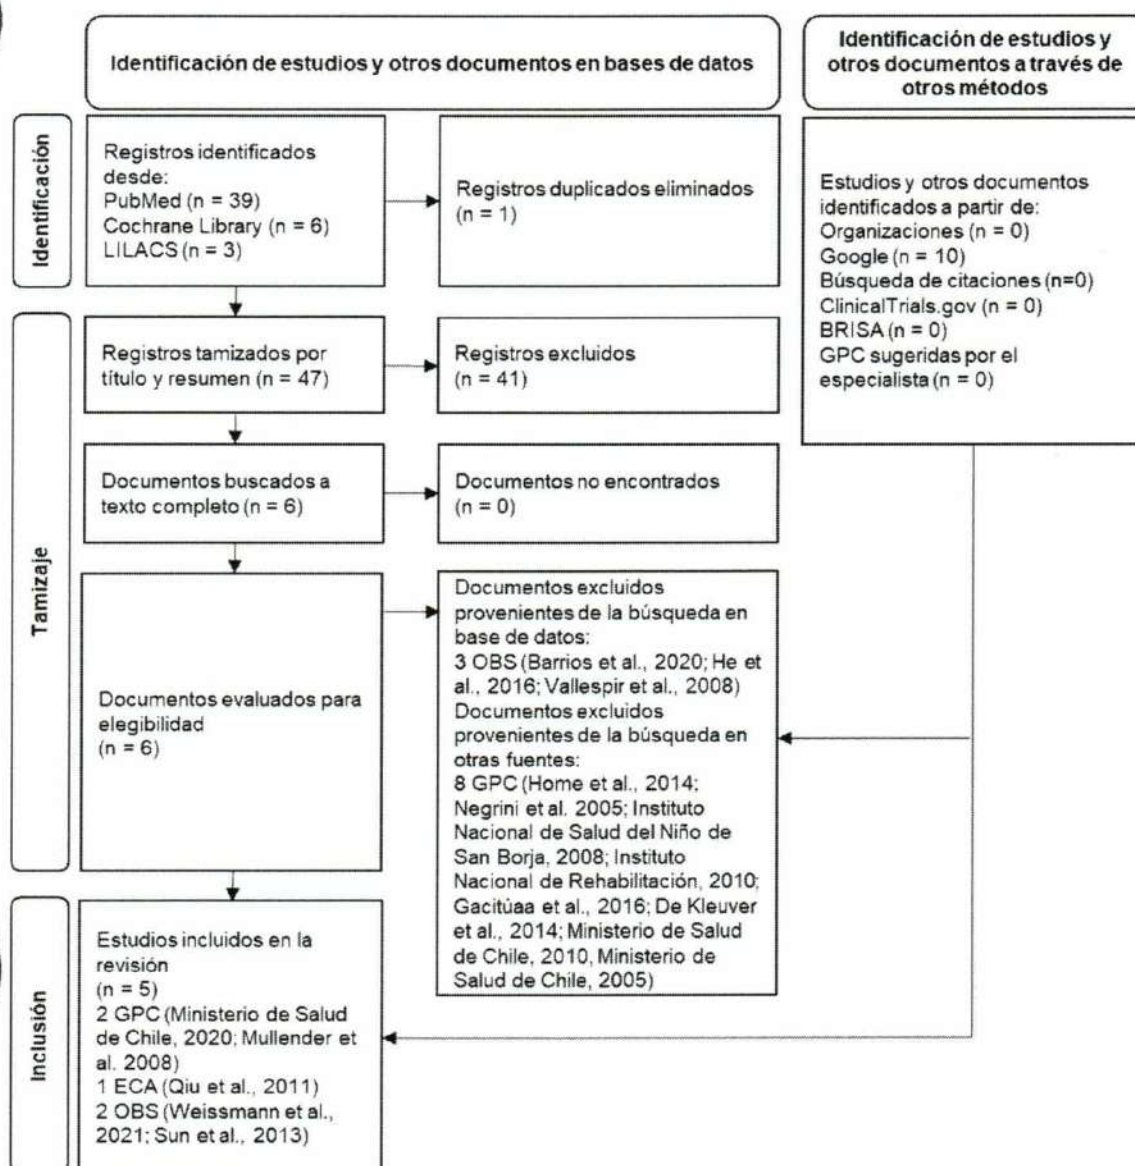 Identificación de estudios y otros documentos en bases de datos
Identificación de estudios y
otros documentos a través de
otros métodos
Identificación
Registros identificados
desde:
PubMed (n = 39)
Cochrane Library (n = 6)
LILACS (n = 3)
Registros duplicados eliminados
(n = 1)
Estudios y otros documentos
identificados a partir de:
Organizaciones (n = 0)
Google (n = 10)
Búsqueda de citaciones (n=0)
ClinicalTrials.gov (n = 0)
BRISA (n = 0)
GPC sugeridas por el
especialista (n = 0)
Tamizaje
Registros tamizados por
título y resumen (n = 47)
Registros excluidos
(n = 41)
Documentos buscados a
texto completo (n = 6)
Documentos no encontrados
(n = 0)
Documentos evaluados para
elegibilidad
(n = 6)
Documentos excluidos
provenientes de la búsqueda en
base de datos:
3 OBS (Barrios et al., 2020; He et
al., 2016; Vallespir et al., 2008)
Documentos excluidos
provenientes de la búsqueda en
otras fuentes:
8 GPC (Home et al., 2014;
Negrini et al. 2005; Instituto
Nacional de Salud del Niño de
San Borja, 2008; Instituto
Nacional de Rehabilitación, 2010;
Gacitúaa et al., 2016; De Kleuver
et al., 2014; Ministerio de Salud
de Chile, 2010, Ministerio de
Salud de Chile, 2005)
Inclusión
Estudios incluidos en la
revisión
(n = 5)
2 GPC (Ministerio de Salud
de Chile, 2020; Mullender et
al. 2008)
1 ECA (Qiu et al., 2011)
2 OBS (Weissmann et al.,
2021; Sun et al., 2013)